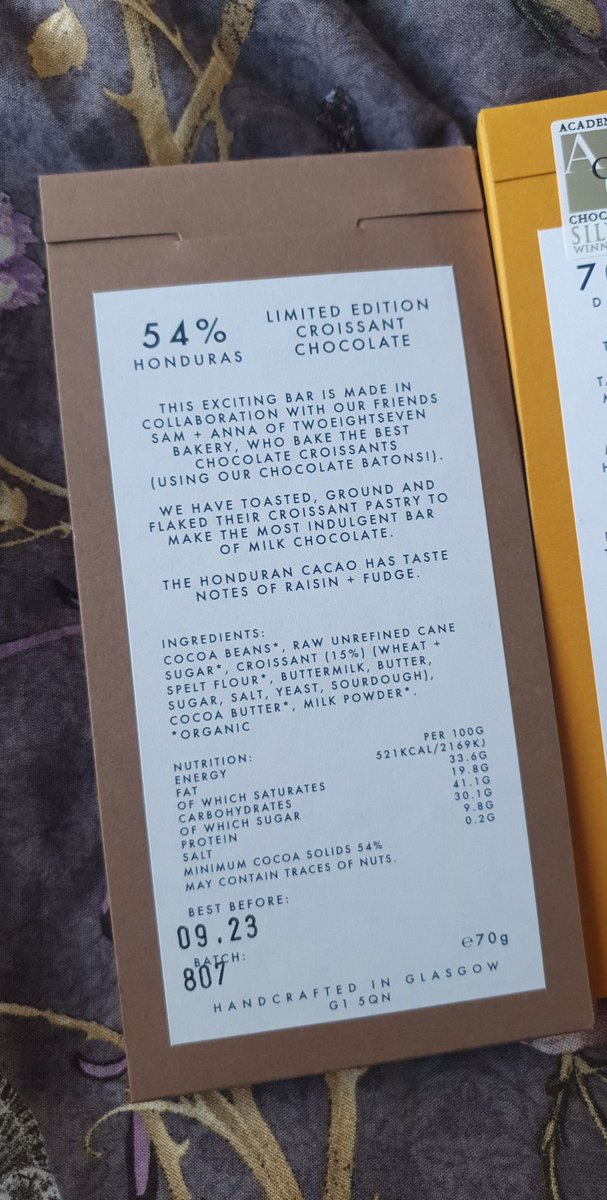 54%
HONDURAS
LIMITED EDITION
CROISSANT
CHOCOLATE
THIS EXCITING BAR IS MADE IN
COLLABORATION WITH OUR FRIENDS
SAM + ANNA OF TWOEIGHTSEVEN
BAKERY, WHO BAKE THE BEST
CHOCOLATE CROISSANTS
(USING OUR CHOCOLATE BATONS!).
WE HAVE TOASTED, GROUND AND
FLAKED THEIR CROISSANT PASTRY TO
MAKE THE MOST INDULGENT BAR
OF MILK CHOCOLATE.
THE HONDURAN CACAO HAS TASTE
NOTES OF RAISIN + FUDGE.
INGREDIENTS:
COCOA BEANS*, RAW UNREFINED CANE
SUGAR*, CROISSANT (15%) (WHEAT +
SPELT FLOUR*, BUTTERMILK, BUTTER,
SUGAR, SALT, YEAST, SOURDOUGH),
COCOA BUTTER*, MILK POWDER*.
*ORGANIC
NUTRITION: PER 100G
ENERGY 521KCAL/2169KJ
FAT 33.6G
OF WHICH SATURATES 19.8G
CARBOHYDRATES 41.1G
OF WHICH SUGAR 30.1G
PROTEIN 9.8G
SALT 0.2G
MINIMUM COCOA SOLIDS 54%
MAY CONTAIN TRACES OF NUTS.
BEST BEFORE:
09.23
BATCH:
807
℮70g
HANDCRAFTED IN GLASGOW
G1 5QN